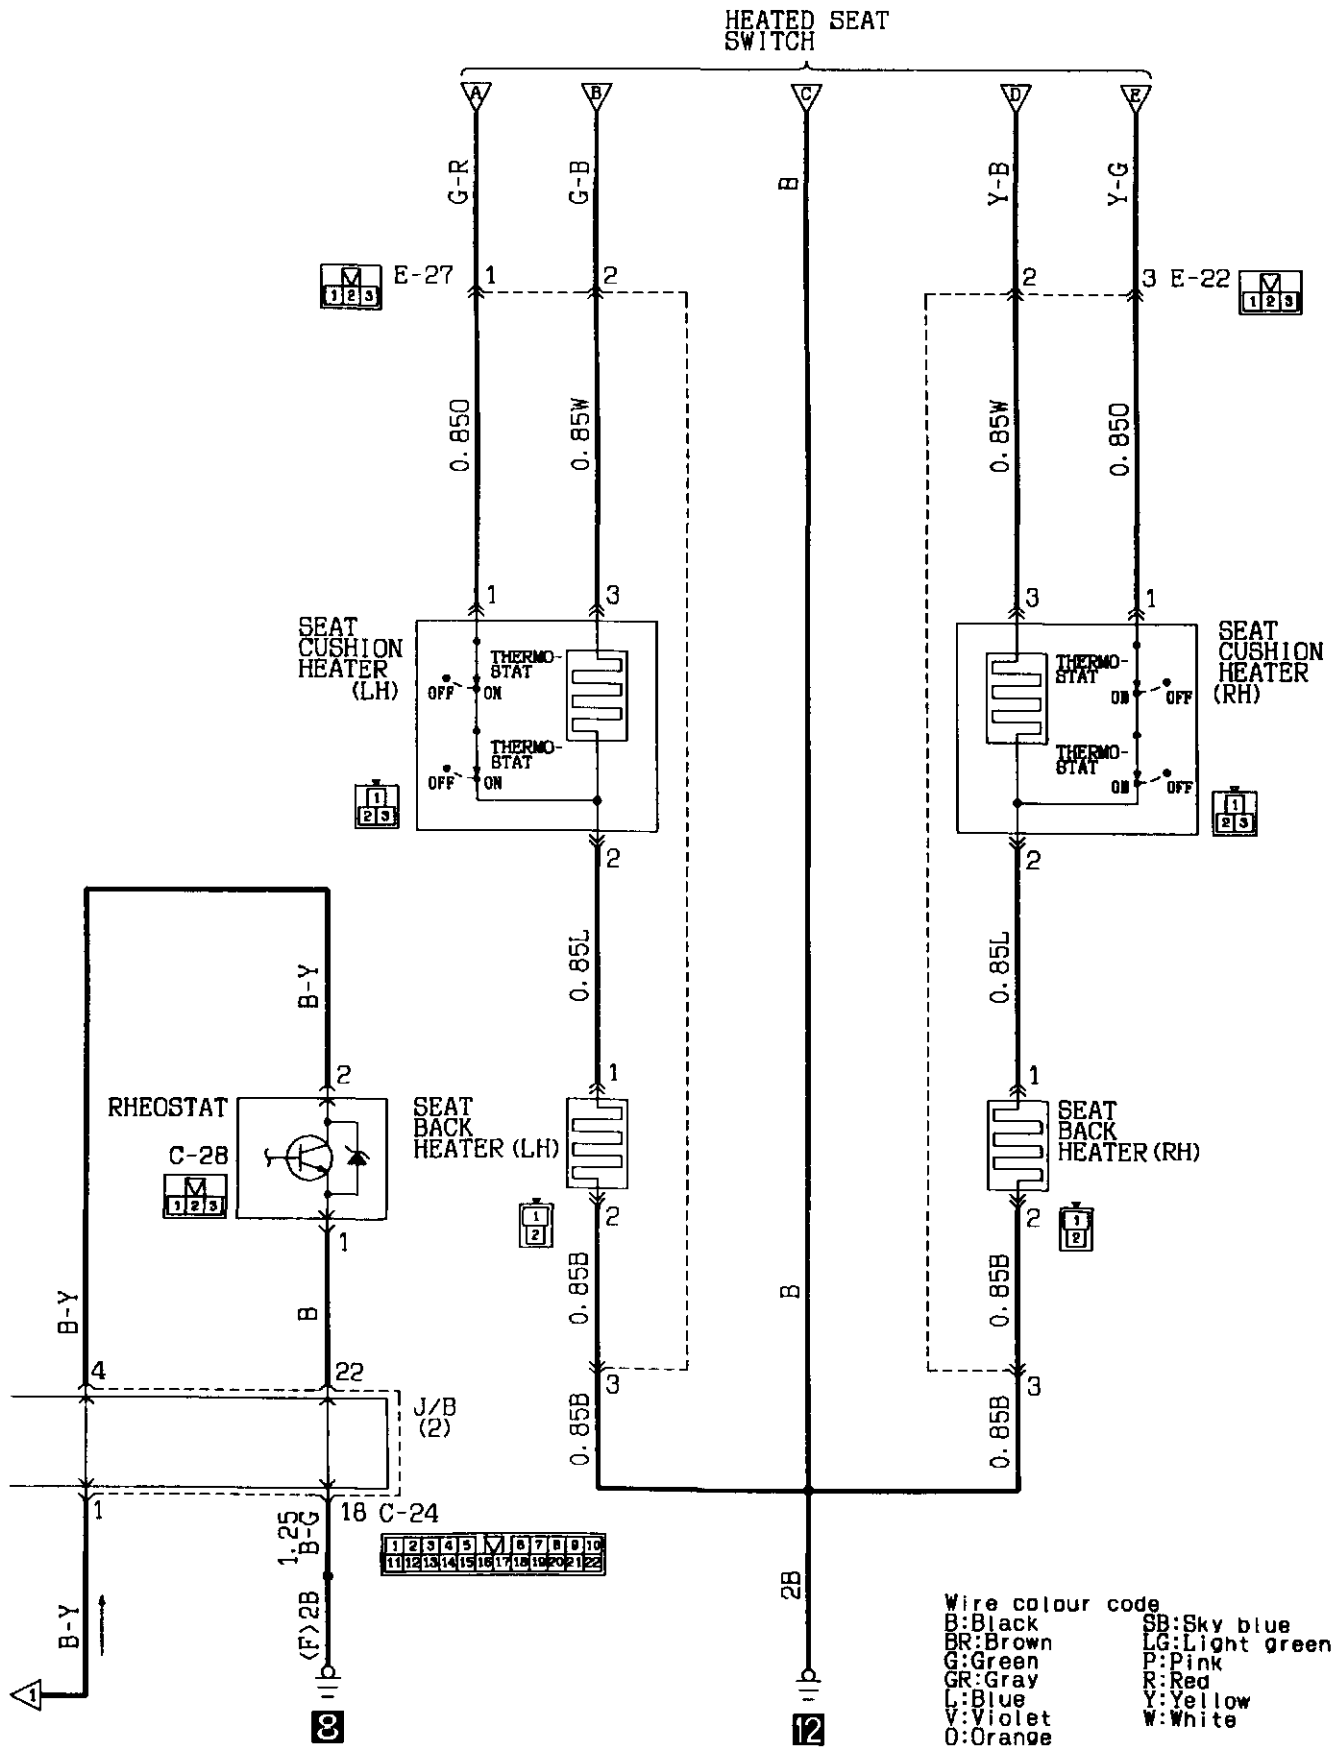 HEATED SEAT
SWITCH
A
B
C
D
E
G-R
G-B
B
Y-B
Y-G
E-27
1
2
2
3
E-22
1 2 3
1 2 3
0.85O
0.85W
0.85W
0.85O
1
3
3
1
SEAT
CUSHION
HEATER
(LH)
THERMO-
STAT
OFF
ON
THERMO-
STAT
OFF
ON
1
2 3
THERMO-
STAT
ON
OFF
THERMO-
STAT
ON
OFF
SEAT
CUSHION
HEATER
(RH)
1
2 3
2
2
0.85L
0.85L
B-Y
2
RHEOSTAT
C-28
1 2 3
1
1
SEAT
BACK
HEATER (LH)
1
SEAT
BACK
HEATER (RH)
1
2
2
2
1
2
B-Y
B
0.85B
B
0.85B
4
22
3
3
J/B
(2)
0.85B
0.85B
1
18
C-24
1 2 3 4 5 6 7 8 9 10
11 12 13 14 15 16 17 18 19 20 21 22
1.25
B-G
B-Y
(F)2B
2B
1
8
12
Wire colour code
B:Black SB:Sky blue
BR:Brown LG:Light green
G:Green P:Pink
GR:Gray R:Red
L:Blue Y:Yellow
V:Violet W:White
O:Orange